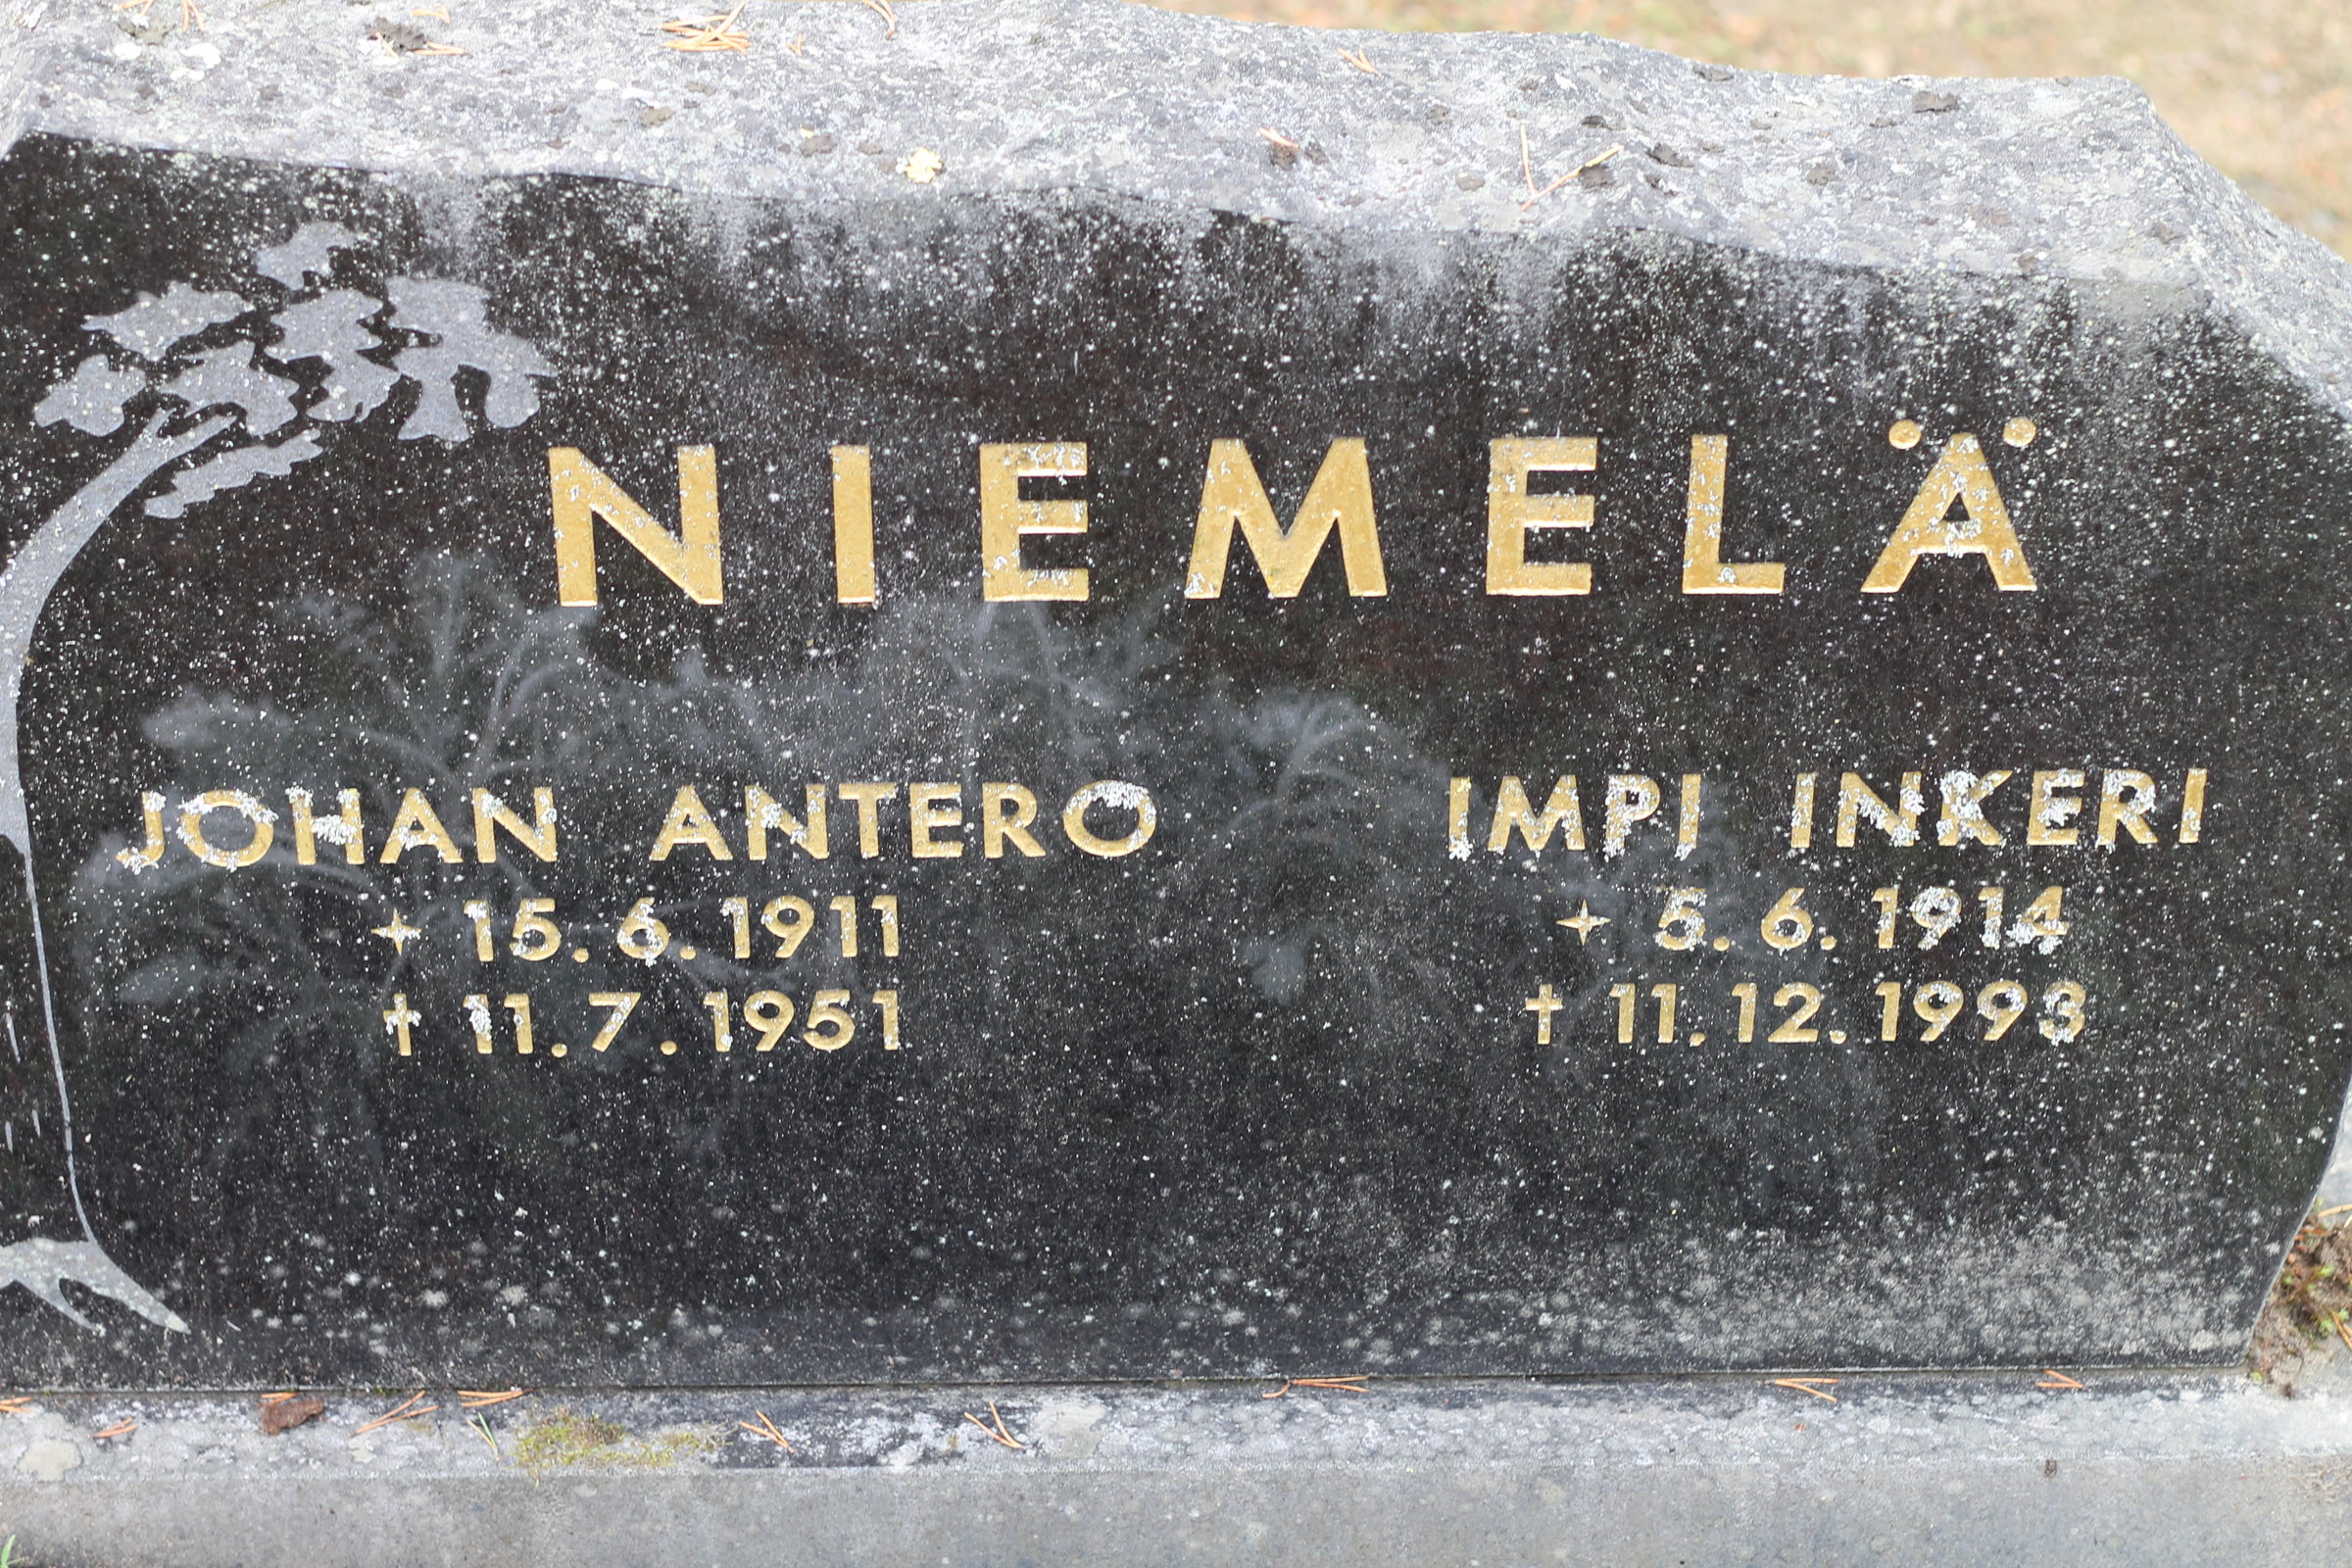 NIEMELÄ
JOHAN ANTERO
✦ 15.6.1911
† 11.7.1951
IMPI INKERI
✦ 5.6.1914
† 11.12.1993